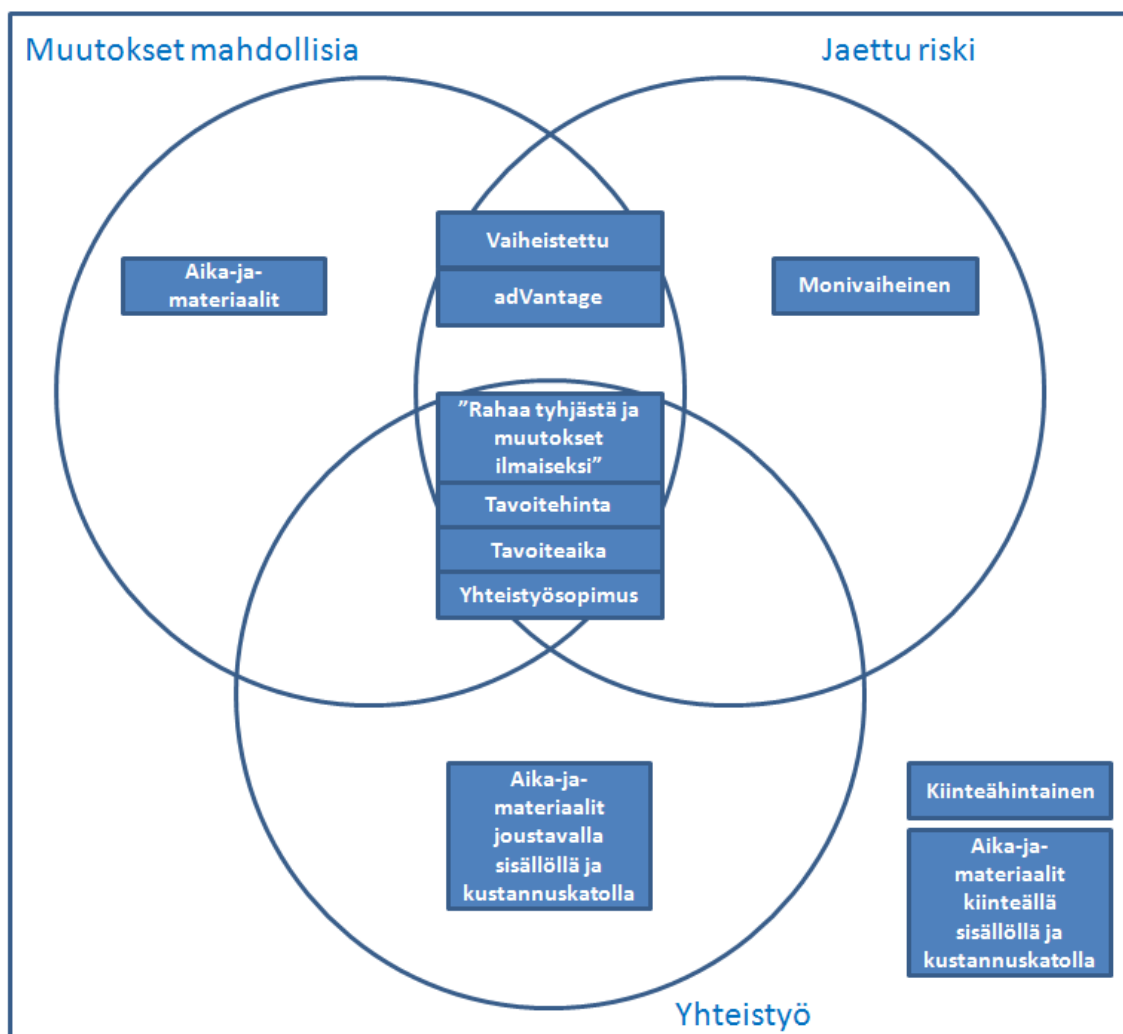 Muutokset mahdollisia
Jaettu riski
Vaiheistettu
adVantage
Aika-ja-
materiaalit
Monivaiheinen
”Rahaa tyhjästä ja
muutokset
ilmaiseksi”
Tavoitehinta
Tavoiteaika
Yhteistyösopimus
Aika-ja-
materiaalit
joustavalla
sisällöllä ja
kustannuskatolla
Kiinteähintainen
Aika-ja-
materiaalit
kiinteällä
sisällöllä ja
kustannuskatolla
Yhteistyö